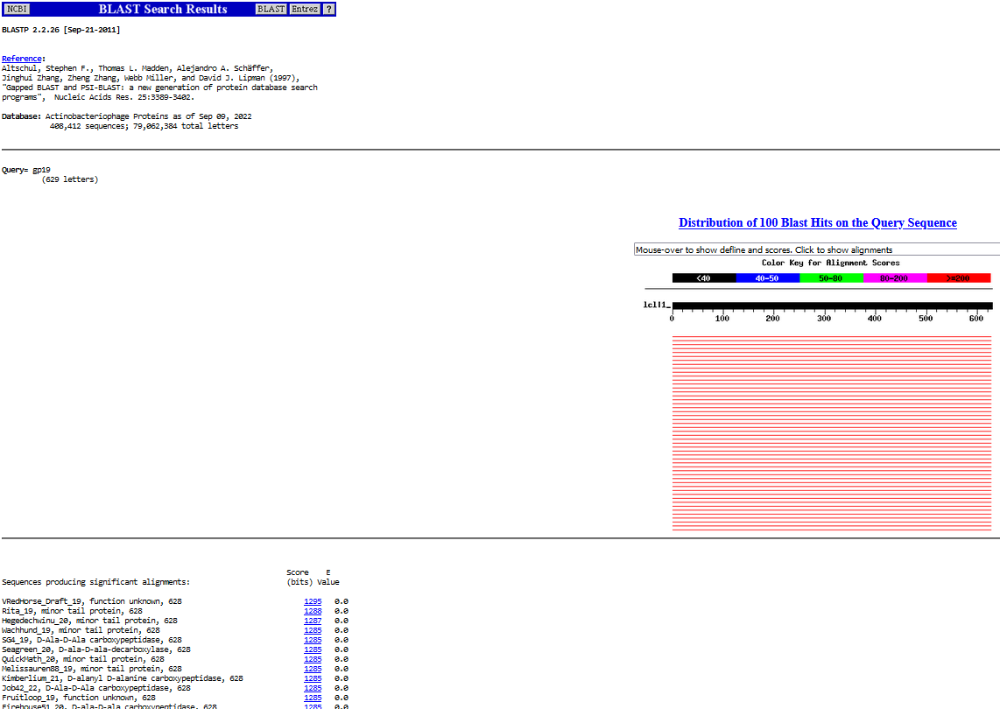 NCBI BLAST Search Results BLAST Entrez ?
BLASTP 2.2.26 [Sep-21-2011]
Reference:
Altschul, Stephen F., Thomas L. Madden, Alejandro A. Schäffer,
Jinghui Zhang, Zheng Zhang, Webb Miller, and David J. Lipman (1997),
"Gapped BLAST and PSI-BLAST: a new generation of protein database search
programs", Nucleic Acids Res. 25:3389-3402.
Database: Actinobacteriophage Proteins as of Sep 09, 2022
408,412 sequences; 79,062,384 total letters
Query= gp19
(629 letters)
Distribution of 100 Blast Hits on the Query Sequence
Mouse-over to show defline and scores. Click to show alignments
Color Key for Alignment Scores
<40 40-50 50-80 80-200 >=200
lcl|1_
0 100 200 300 400 500 600
Score E
Sequences producing significant alignments: (bits) Value
VRedHorse_Draft_19, function unknown, 628 1295 0.0
Rita_19, minor tail protein, 628 1288 0.0
Hegedechwinu_20, minor tail protein, 628 1287 0.0
Wachhund_19, minor tail protein, 628 1285 0.0
SG4_19, D-Ala-D-Ala carboxypeptidase, 628 1285 0.0
Seagreen_20, D-ala-D-ala-decarboxylase, 628 1285 0.0
QuickMath_20, minor tail protein, 628 1285 0.0
Melissauren88_19, minor tail protein, 628 1285 0.0
Kimberlium_21, D-alanyl D-alanine carboxypeptidase, 628 1285 0.0
Job42_22, D-Ala-D-Ala carboxypeptidase, 628 1285 0.0
Fruitloop_19, function unknown, 628 1285 0.0
Firehouse51_20, D-ala-D-ala carboxypeptidase, 628 1285 0.0